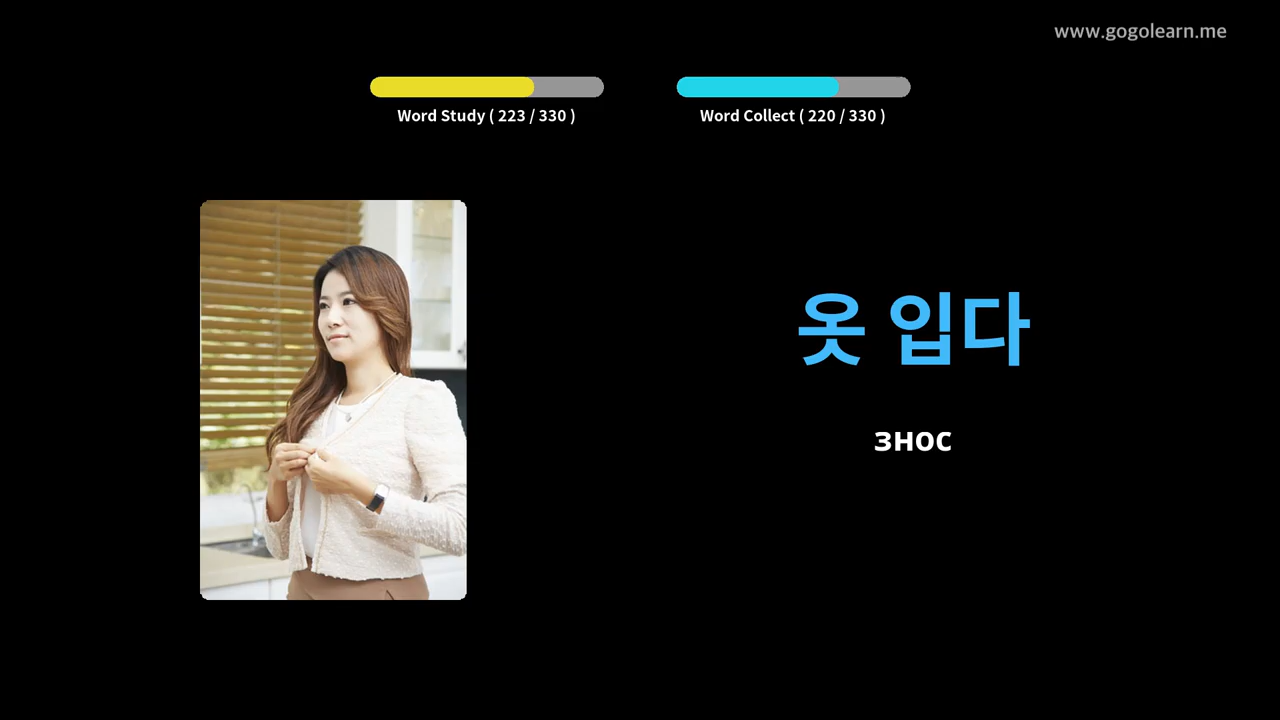 www.gogolearn.me
Word Study ( 223 / 330 )
Word Collect ( 220 / 330 )
옷 입다
знос